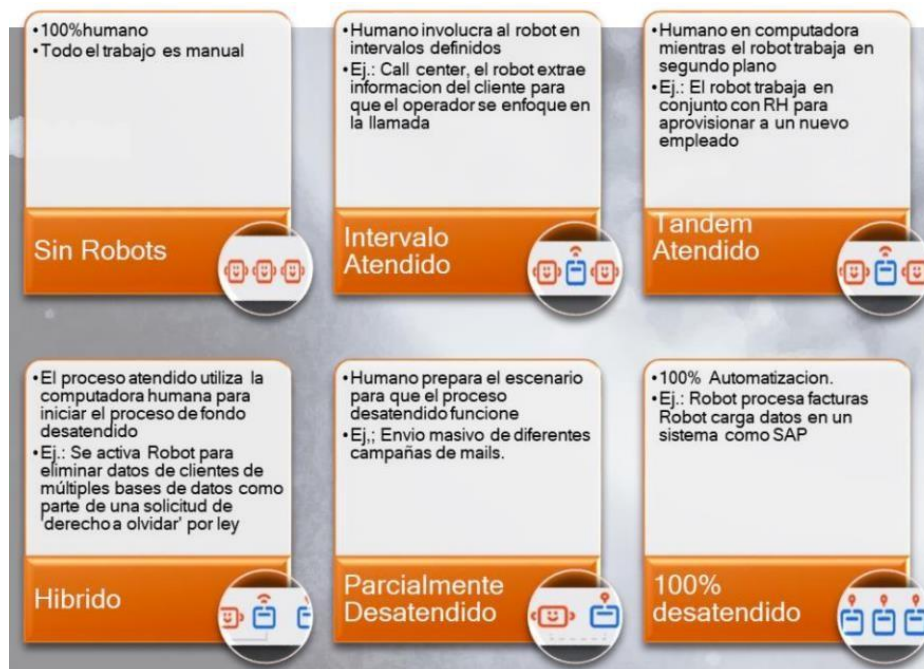 •100%humano
•Todo el trabajo es manual
Sin Robots
•Humano involucra al robot en
intervalos definidos
•Ej.: Call center, el robot extrae
informacion del cliente para
que el operador se enfoque en
la llamada
Intervalo
Atendido
•Humano en computadora
mientras el robot trabaja en
segundo plano
•Ej.: El robot trabaja en
conjunto con RH para
aprovisionar a un nuevo
empleado
Tandem
Atendido
•El proceso atendido utiliza la
computadora humana para
iniciar el proceso de fondo
desatendido
•Ej.: Se activa Robot para
eliminar datos de clientes de
múltiples bases de datos como
parte de una solicitud de
'derecho a olvidar' por ley
Hibrido
•Humano prepara el escenario
para que el proceso
desatendido funcione
•Ej,; Envio masivo de diferentes
campañas de mails.
Parcialmente
Desatendido
•100% Automatizacion.
•Ej.: Robot procesa facturas
Robot carga datos en un
sistema como SAP
100%
desatendido